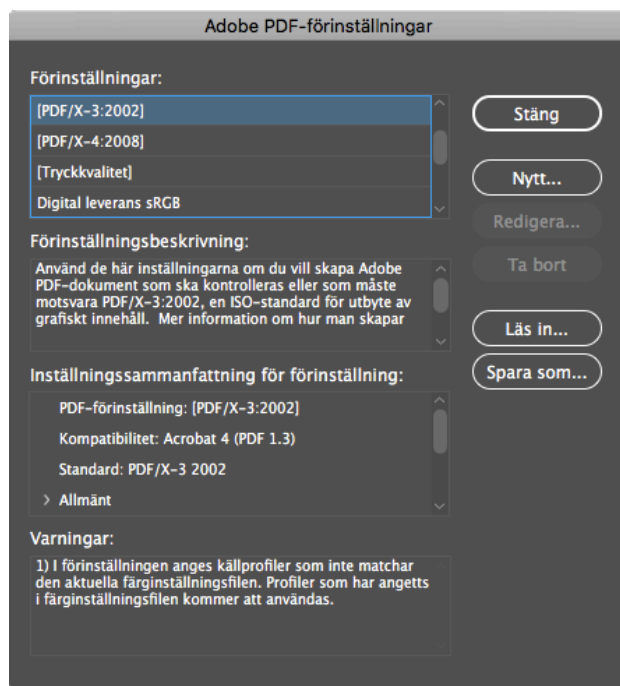 Adobe PDF-förinställningar
Förinställningar:
[PDF/X-3:2002]
[PDF/X-4:2008]
[Tryckkvalitet]
Digital leverans sRGB
Stäng
Nytt...
Redigera...
Ta bort
Läs in...
Spara som...
Förinställningsbeskrivning:
Använd de här inställningarna om du vill skapa Adobe
PDF-dokument som ska kontrolleras eller som måste
motsvara PDF/X-3:2002, en ISO-standard för utbyte av
grafiskt innehåll.  Mer information om hur man skapar
Inställningssammanfattning för förinställning:
PDF-förinställning: [PDF/X-3:2002]
Kompatibilitet: Acrobat 4 (PDF 1.3)
Standard: PDF/X-3 2002
> Allmänt
Varningar:
1) I förinställningen anges källprofiler som inte matchar
den aktuella färginställningsfilen. Profiler som har angetts
i färginställningsfilen kommer att användas.